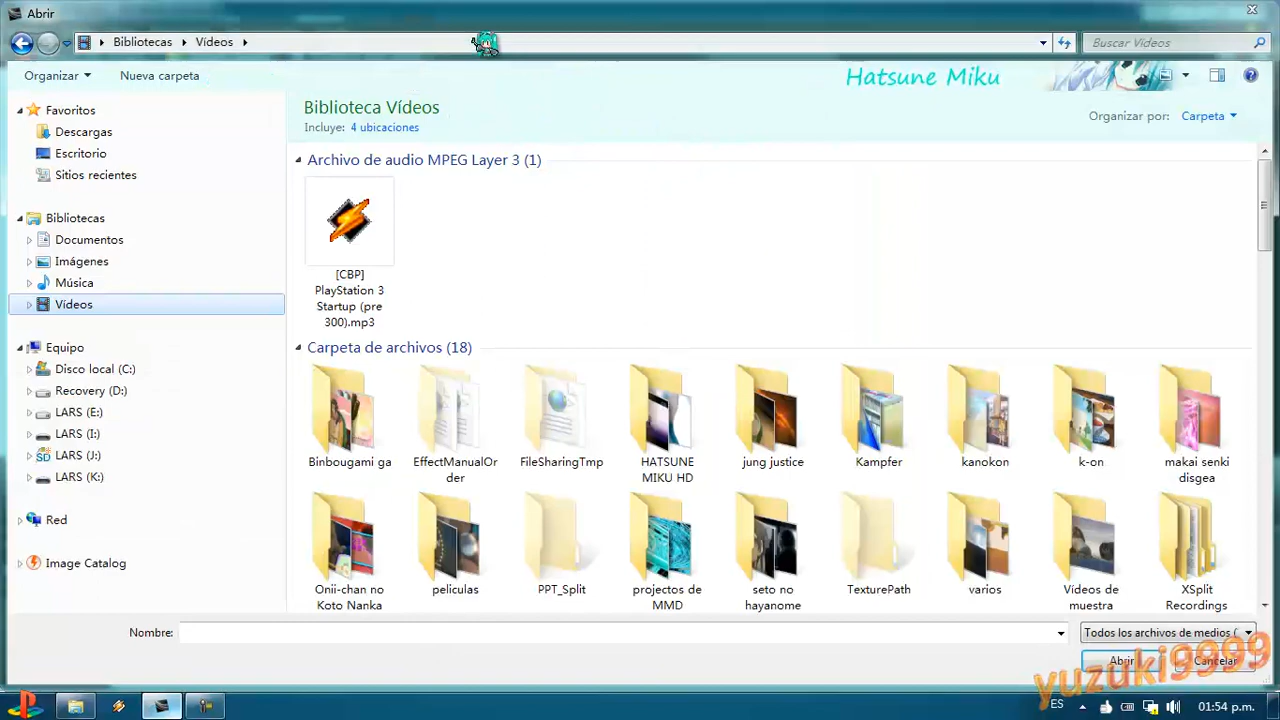 Abrir
Bibliotecas
Vídeos
Buscar Vídeos
Organizar
Nueva carpeta
Hatsune Miku
Favoritos
Descargas
Escritorio
Sitios recientes
Bibliotecas
Documentos
Imágenes
Música
Vídeos
Equipo
Disco local (C:)
Recovery (D:)
LARS (E:)
LARS (I:)
LARS (J:)
LARS (K:)
Red
Image Catalog
Biblioteca Vídeos
Incluye: 4 ubicaciones
Organizar por: Carpeta
Archivo de audio MPEG Layer 3 (1)
[CBP]
PlayStation 3
Startup (pre
300).mp3
Carpeta de archivos (18)
Binbougami ga
EffectManualOr
der
FileSharingTmp
HATSUNE
MIKU HD
jung justice
Kampfer
kanokon
k-on
makai senki
disgea
Onii-chan no
Koto Nanka
peliculas
PPT_Split
projectos de
MMD
seto no
hayanome
TexturePath
varios
Vídeos de
muestra
XSplit
Recordings
Nombre:
Todos los archivos de medios (
Abrir
Cancelar
yuzuki9999
ES
01:54 p.m.